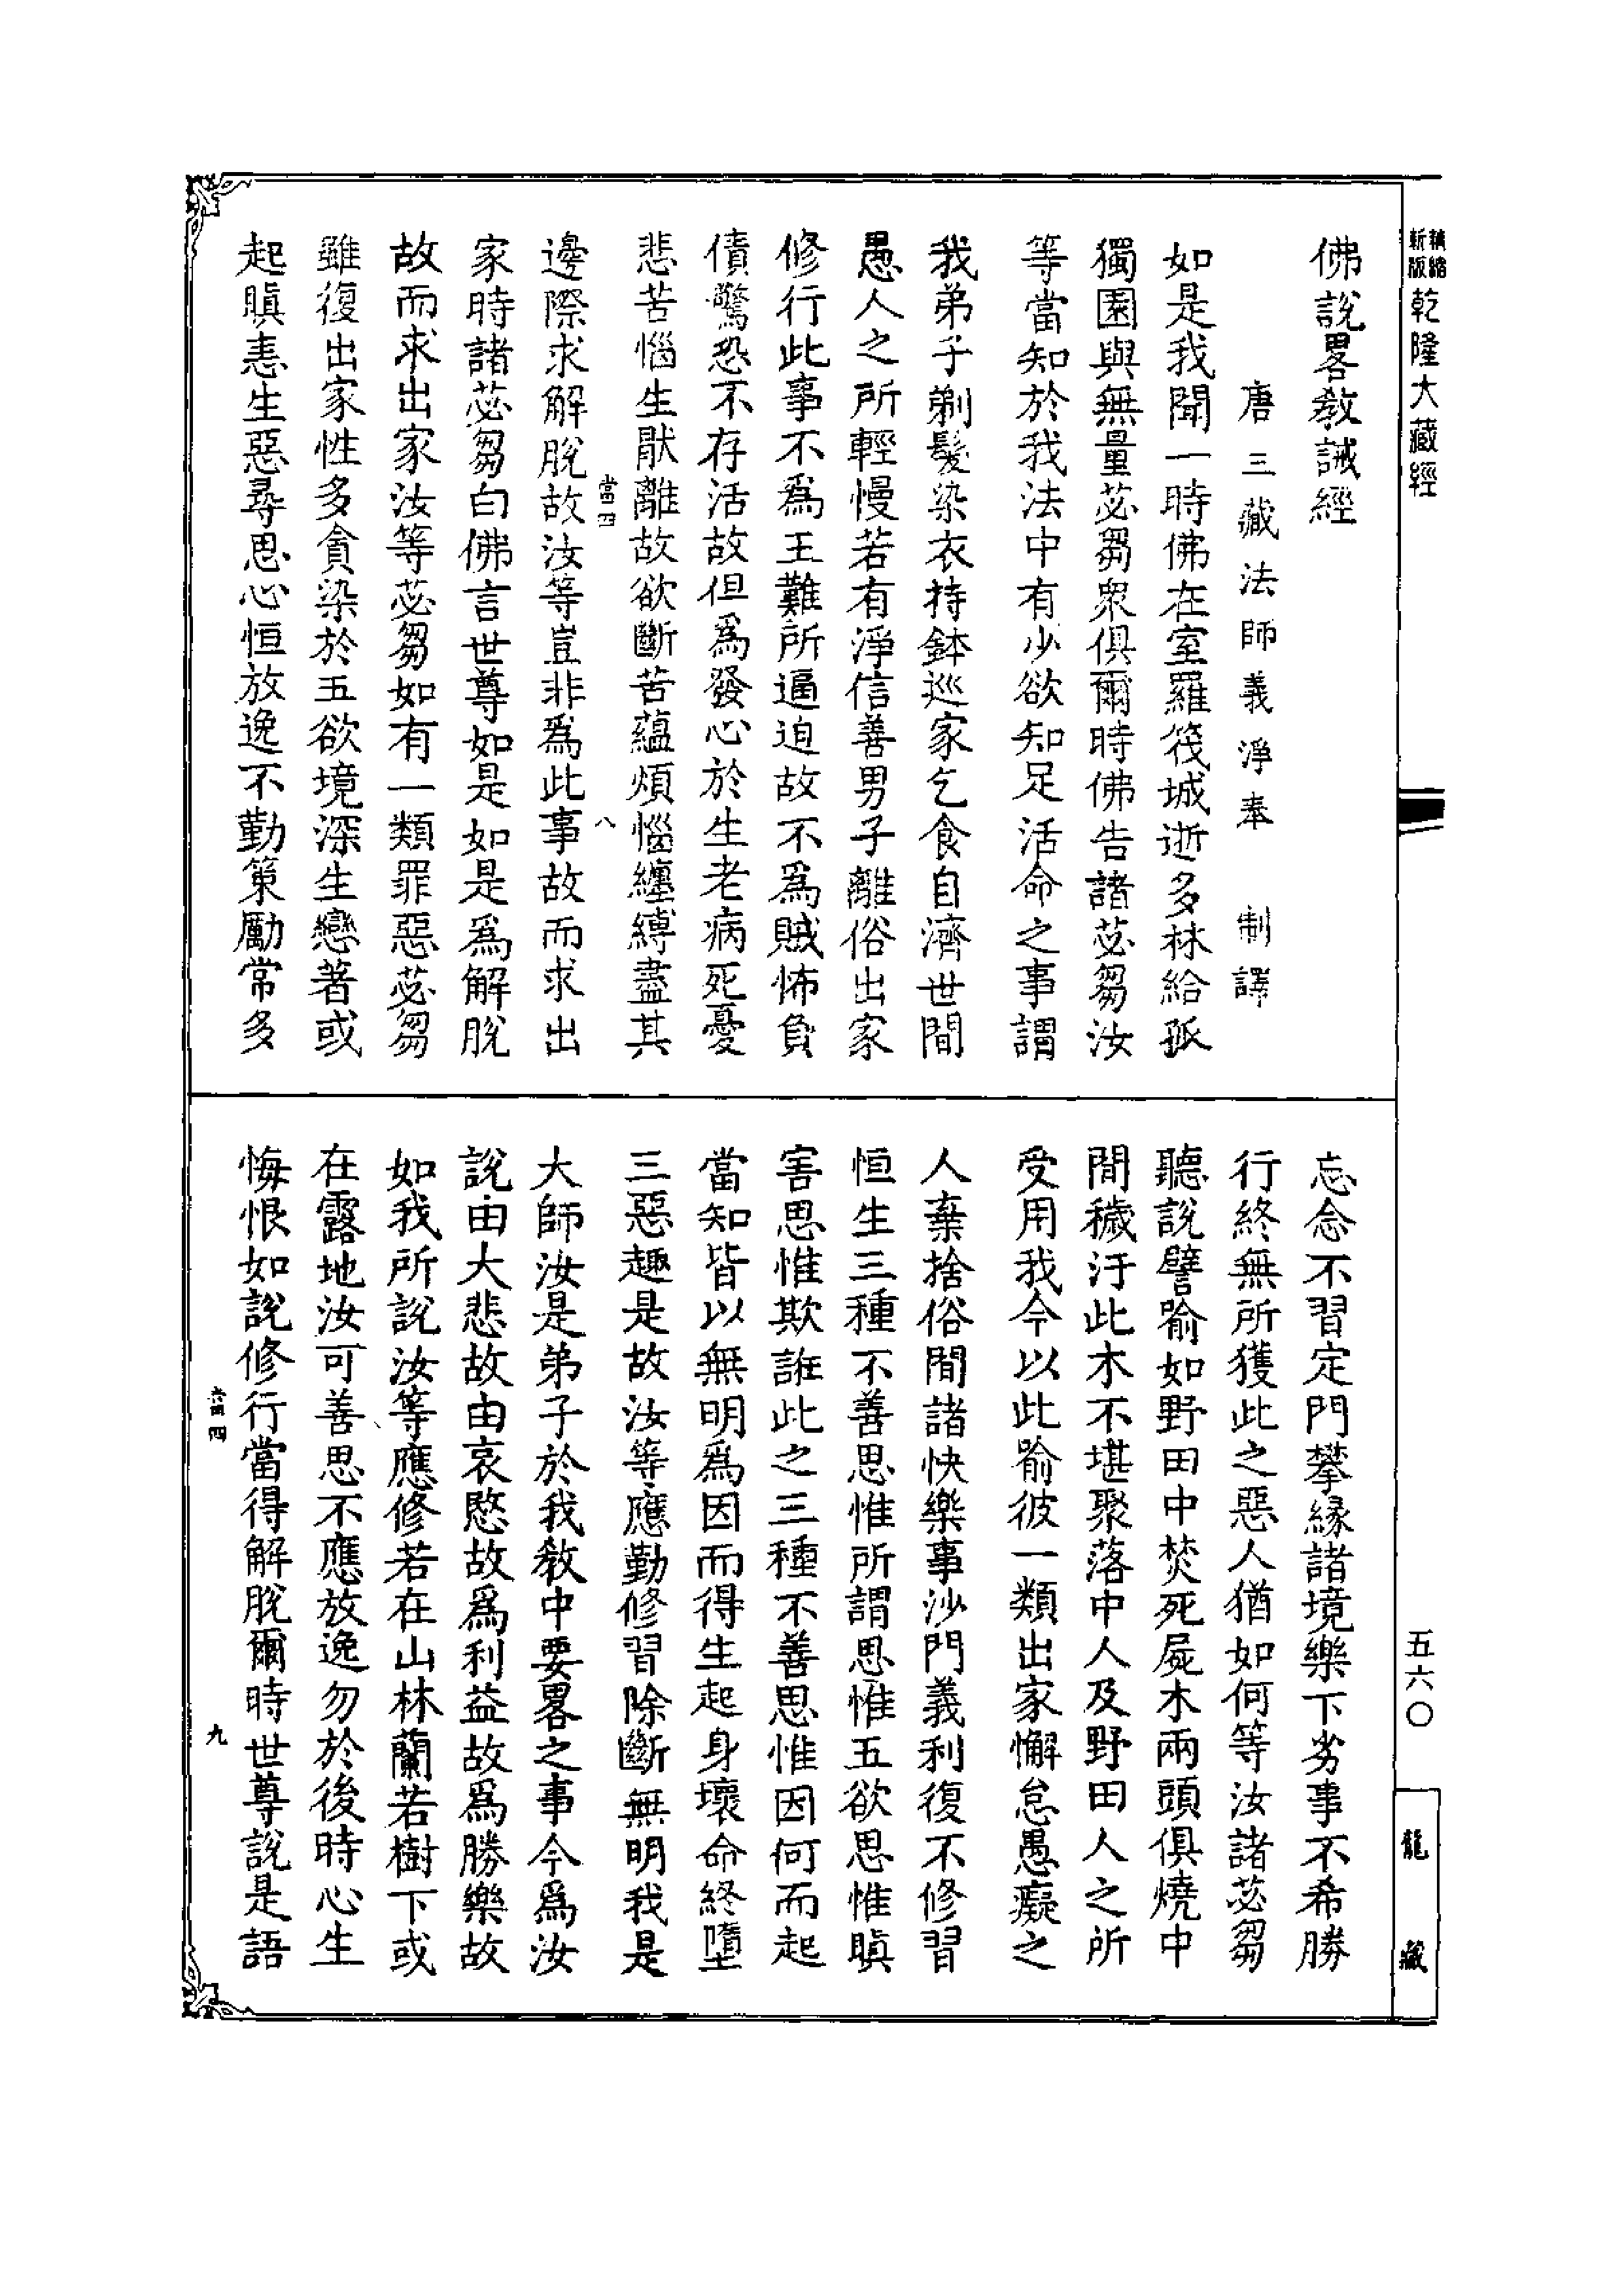 精縮新版乾隆大藏經
佛說畧教誡經
唐三藏法師義淨奉制譯
如是我聞一時佛在室羅筏城逝多林給孤
獨園與無量苾芻衆俱爾時佛告諸苾芻汝
等當知於我法中有少欲知足活命之事謂
我弟子剃髮染衣持鉢巡家乞食自濟世間
愚人之所輕慢若有淨信善男子離俗出家
修行此事不爲王難所逼迫故不爲賊怖負
債驚恐不存活故但爲發心於生老病死憂
悲苦惱生猒離故欲斷苦蘊煩惱纏縛盡其
當四
八
邊際求解脫故汝等豈非爲此事故而求出
家時諸苾芻白佛言世尊如是如是爲解脫
故而求出家汝等苾芻如有一類罪惡苾芻
雖復出家性多貪染於五欲境深生戀著或
起瞋恚生惡尋思心恒放逸不勤策勵常多
忘念不習定門攀緣諸境樂下劣事不希勝
行終無所獲此之惡人猶如何等汝諸苾芻
聽說譬喻如野田中焚死屍木兩頭俱燒中
間穢汙此木不堪聚落中人及野田人之所
受用我今以此喻彼一類出家懈怠愚癡之
人棄捨俗間諸快樂事沙門義利復不修習
恒生三種不善思惟所謂思惟五欲思惟瞋
害思惟欺誑此之三種不善思惟因何而起
當知皆以無明爲因而得生起身壞命終墮
三惡趣是故汝等應勤修習除斷無明我是
大師汝是弟子於我教中要畧之事今爲汝
說由大悲故由哀愍故爲利益故爲勝樂故
如我所說汝等應修若在山林蘭若樹下或
在露地汝可善思不應放逸勿於後時心生
悔恨如說修行當得解脫爾時世尊說是語
當四
九
五六〇
龍藏